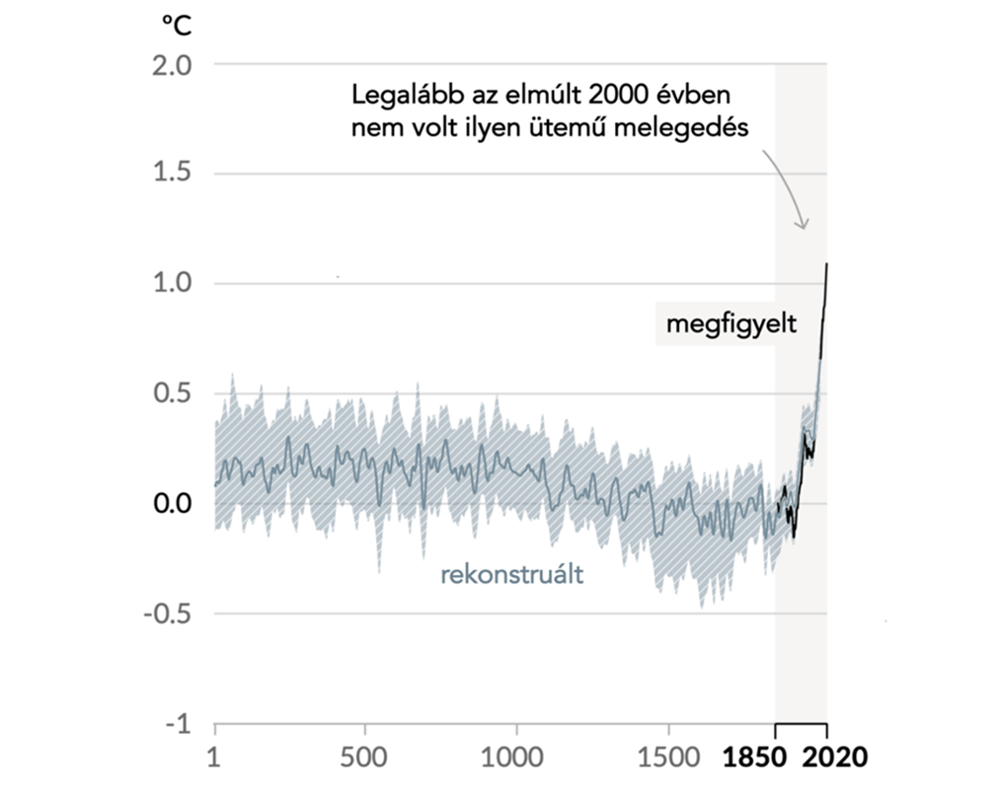 °C
2.0
Legalább az elmúlt 2000 évben
nem volt ilyen ütemű melegedés
1.5
1.0
megfigyelt
0.5
0.0
rekonstruált
-0.5
-1
1 500 1000 1500 1850 2020